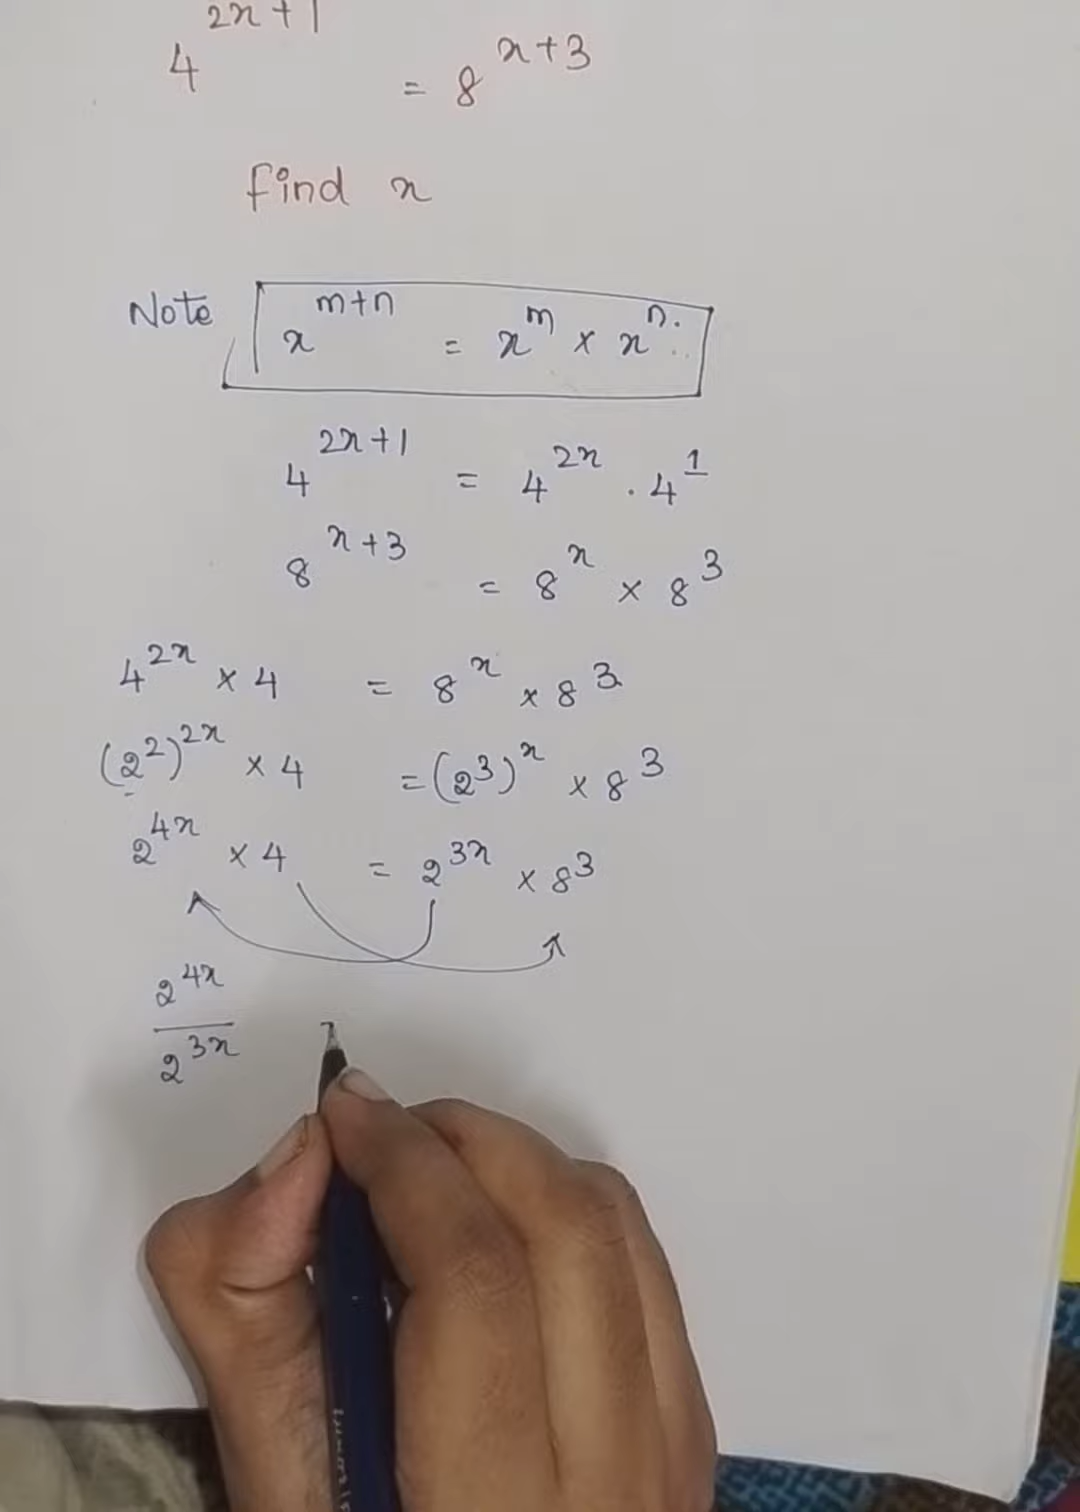 4^{2x+1} = 8^{x+3}
find x
Note x^{m+n} = x^m × x^n.
4^{2x+1} = 4^{2x} . 4^1
8^{x+3} = 8^x × 8^3
4^{2x} × 4 = 8^x × 8^3
(2^2)^{2x} × 4 = (2^3)^x × 8^3
2^{4x} × 4 = 2^{3x} × 8^3
2^{4x}
2^{3x}